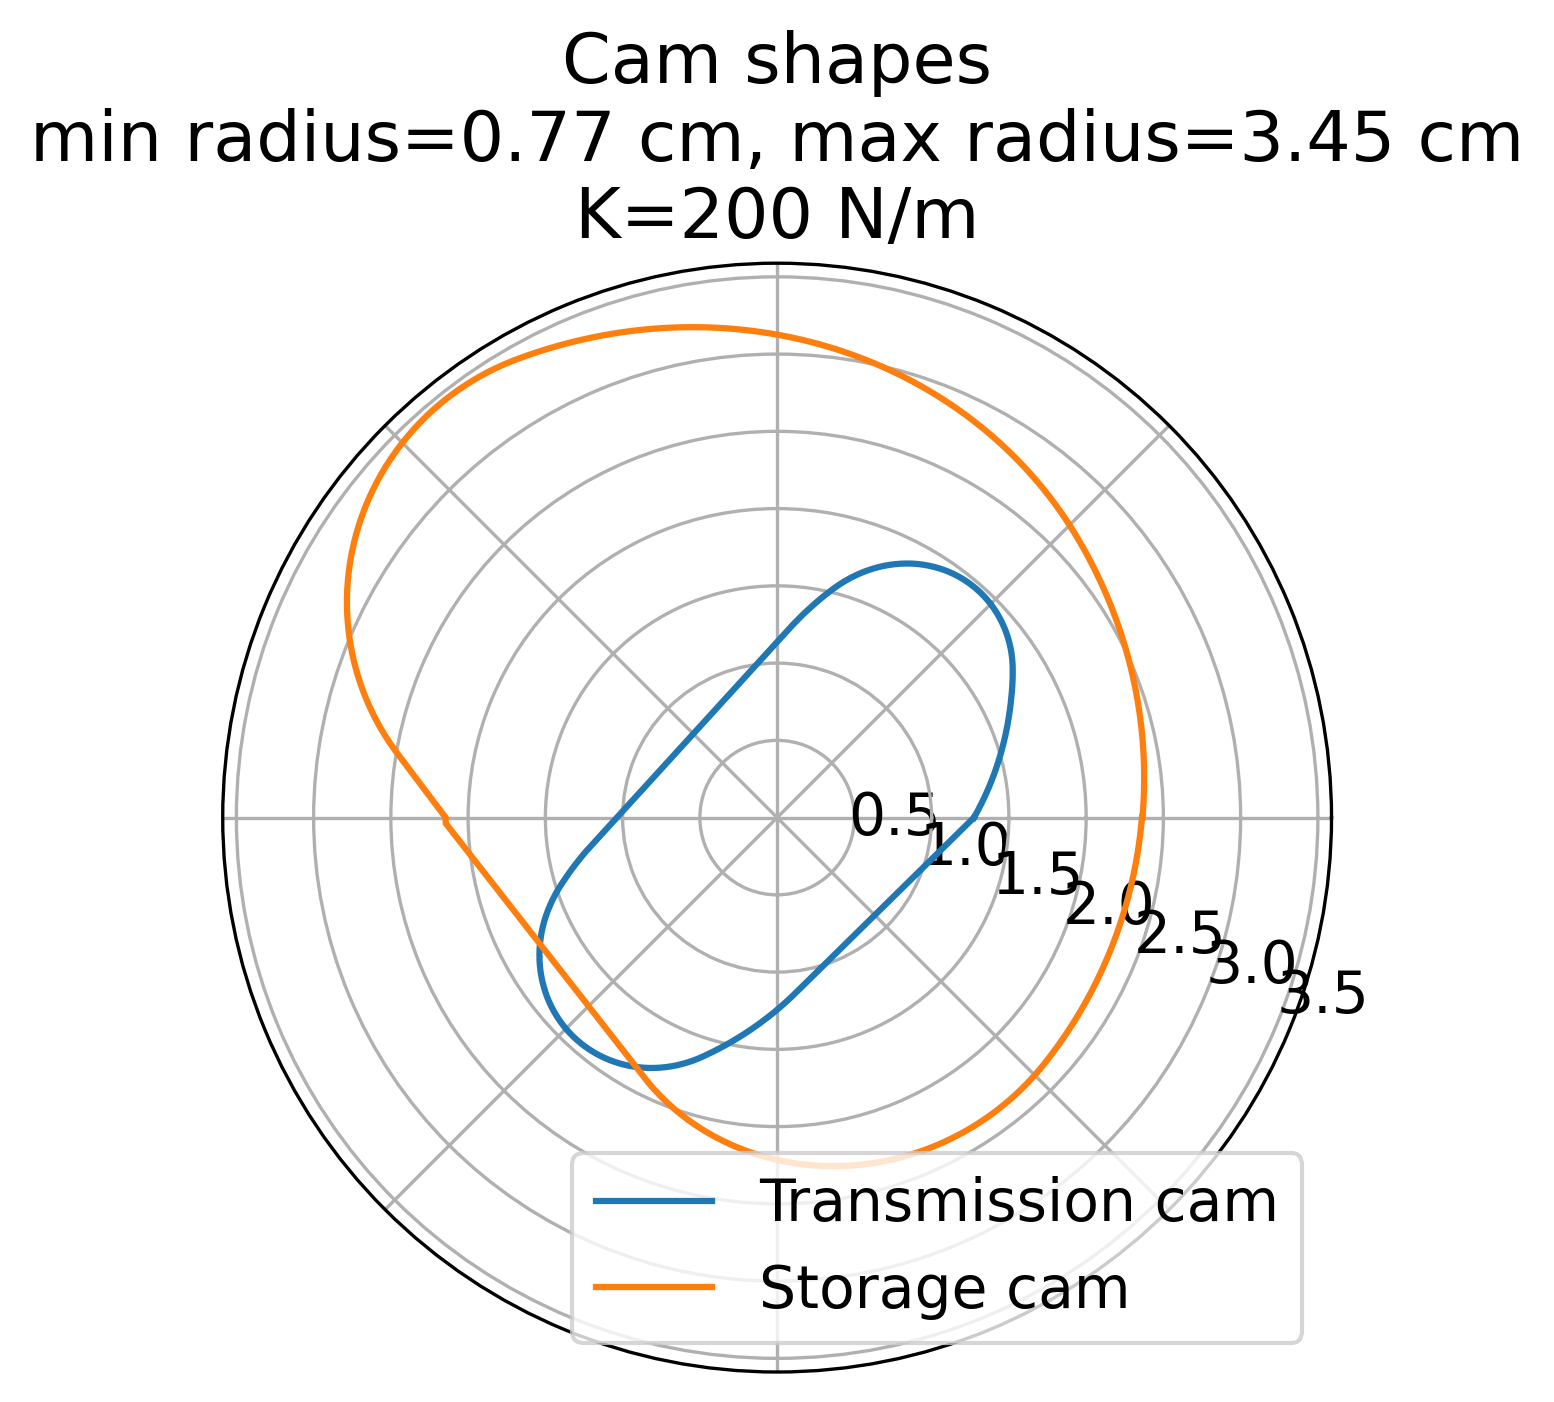 Cam shapes
min radius=0.77 cm, max radius=3.45 cm
K=200 N/m
0.5
1.0
1.5
2.0
2.5
3.0
3.5
Transmission cam
Storage cam